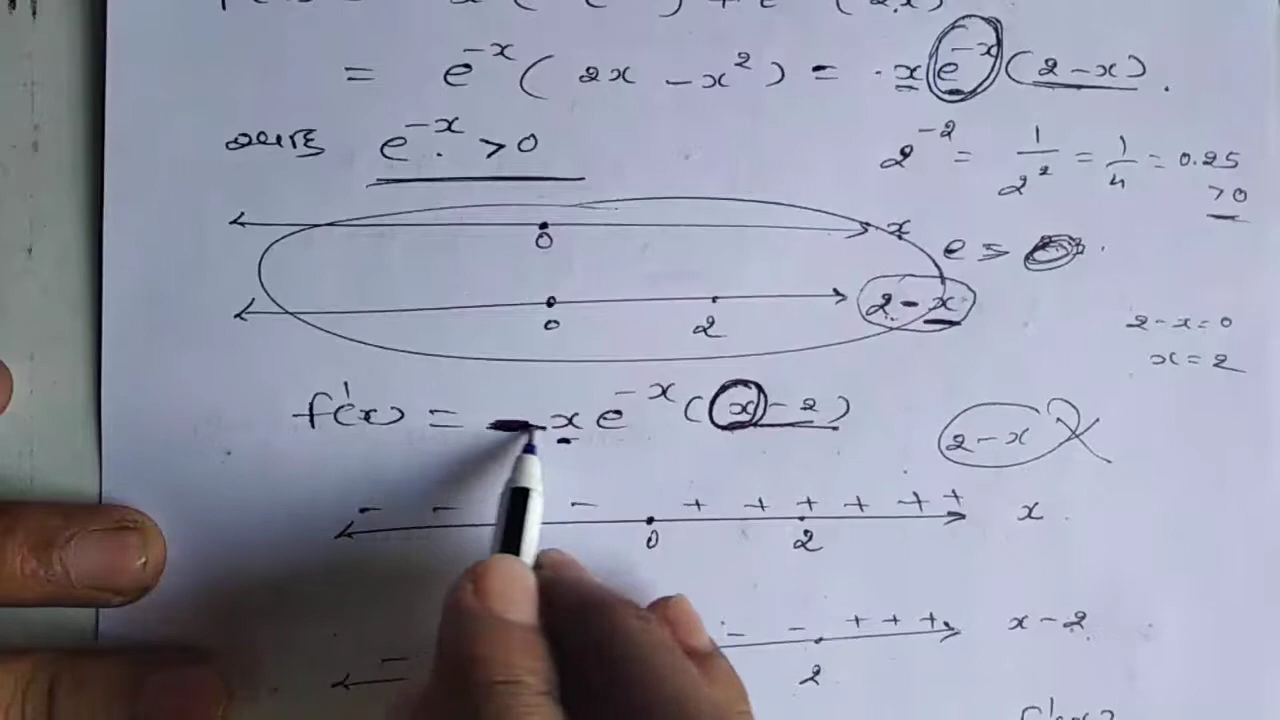 = e^{-x}(2x - x^2) = x e^{-x}(2-x).
e^{-x} > 0
2^{-2} = 1/2^2 = 1/4 = 0.25
>0
0 x
e >
0 2 2-x
2-x=0
x=2
f'(x) = - x e^{-x}(x-2)
2-x
- - - + + + + + + x
0 2
- - - + + + x-2
2